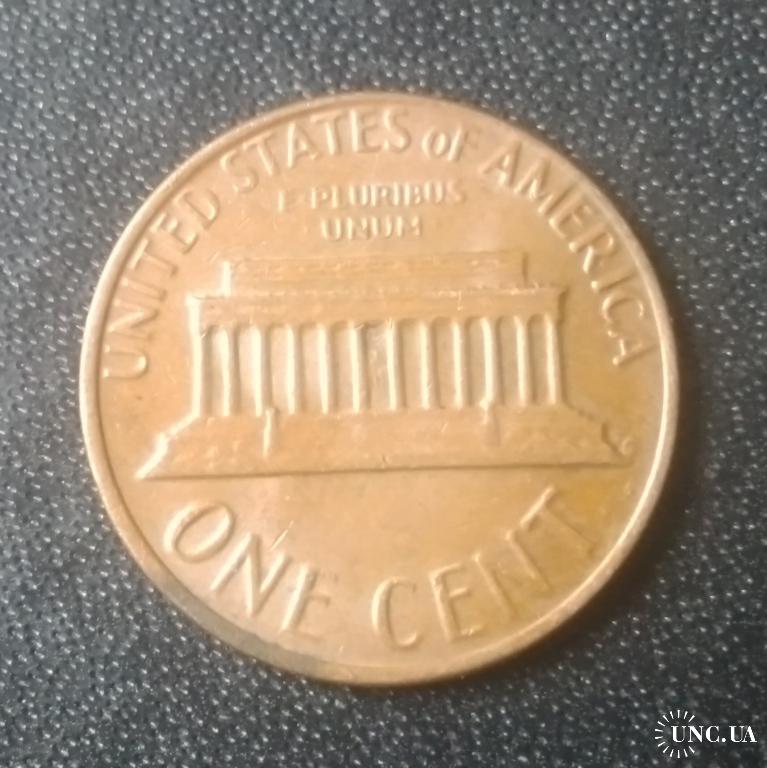 UNITED STATES OF AMERICA
E PLURIBUS
UNUM
ONE CENT
UNC.UA